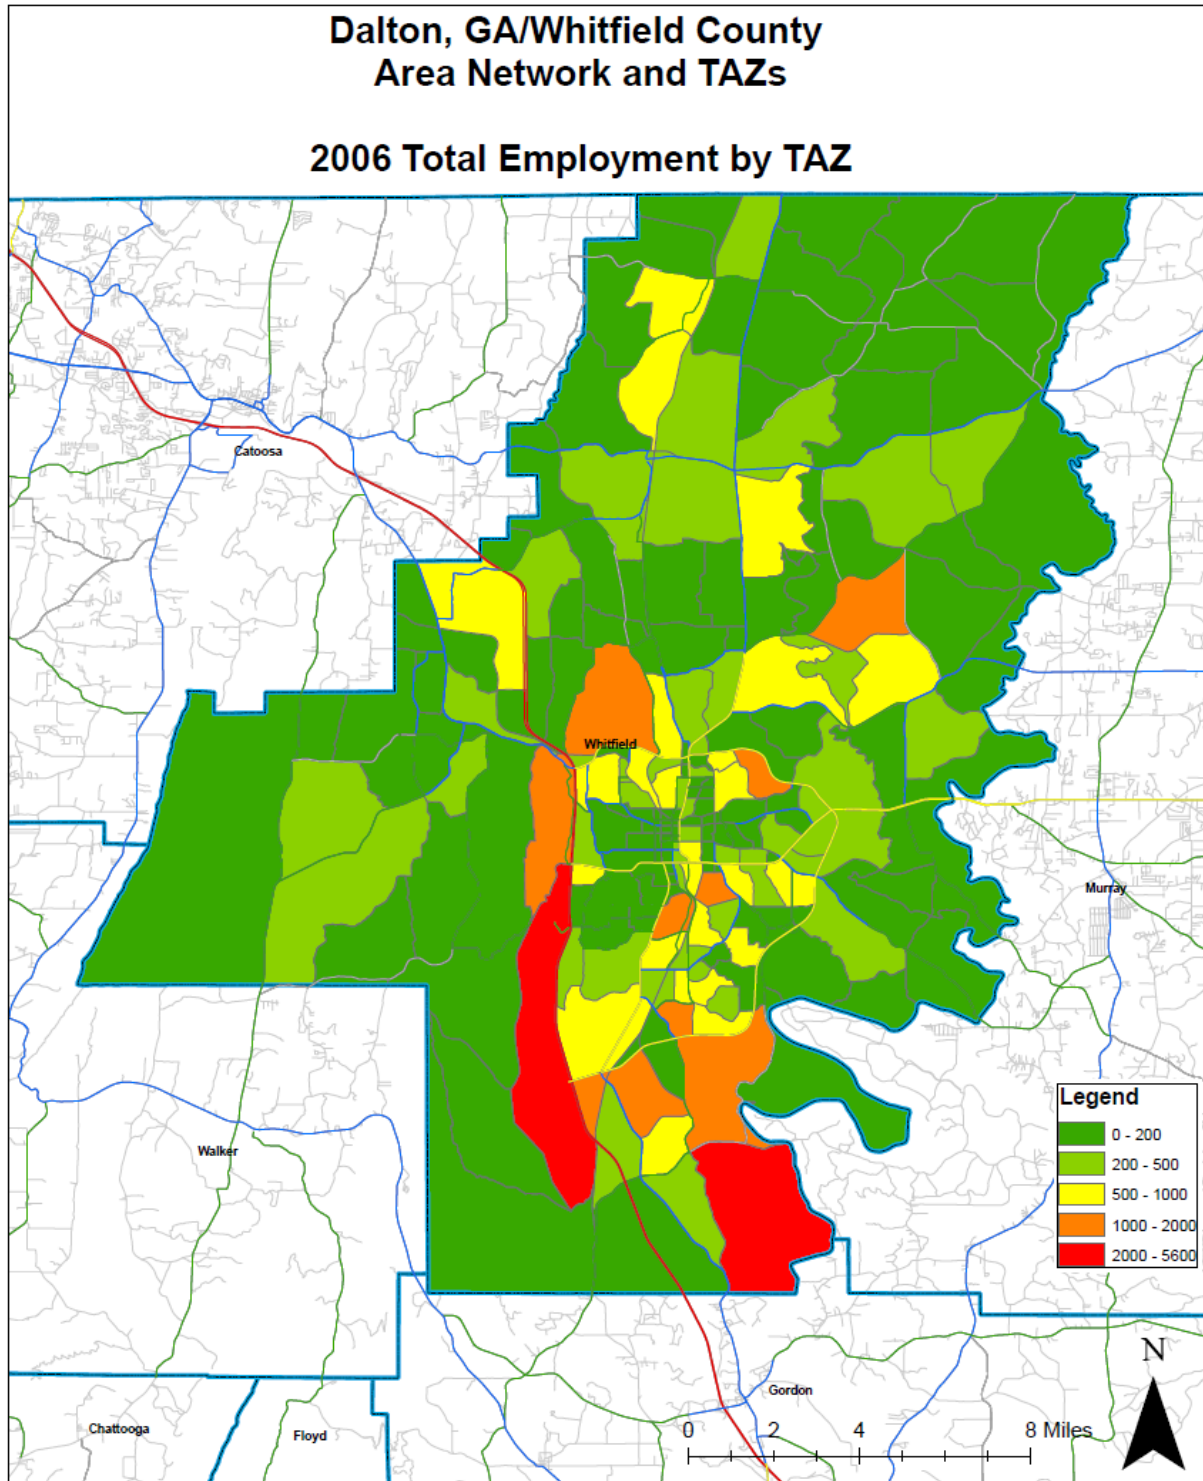 Dalton, GA/Whitfield County
Area Network and TAZs
2006 Total Employment by TAZ
Catoosa
Whitfield
Murray
Legend
0 - 200
200 - 500
500 - 1000
1000 - 2000
2000 - 5600
Walker
N
Gordon
Chattooga
Floyd
0 2 4 8 Miles